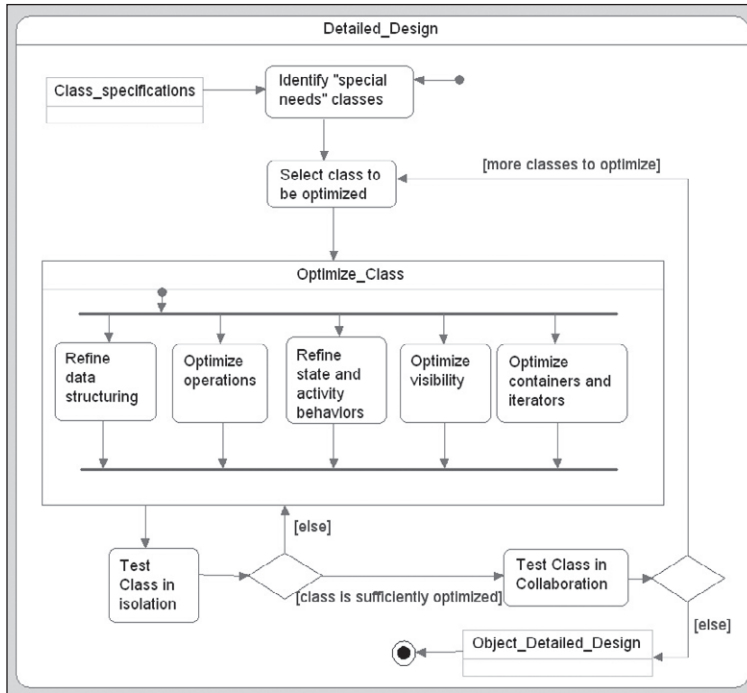 Detailed_Design
Class_specifications
Identify "special
needs" classes
Select class to
be optimized
[more classes to optimize]
Optimize_Class
Refine
data
structuring
Optimize
operations
Refine
state and
activity
behaviors
Optimize
visibility
Optimize
containers and
iterators
[else]
Test
Class in
isolation
[class is sufficiently optimized]
Test Class in
Collaboration
[else]
Object_Detailed_Design